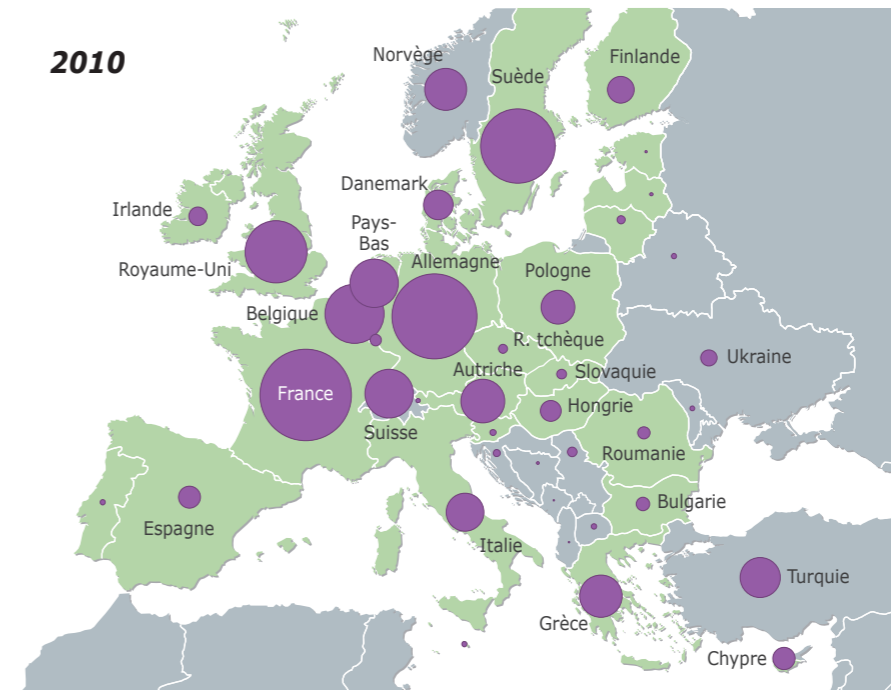 2010
Norvège
Suède
Finlande
Danemark
Irlande
Pays-
Bas
Royaume-Uni
Allemagne
Pologne
Belgique
R. tchèque
Ukraine
Autriche
Slovaquie
France
Hongrie
Suisse
Roumanie
Bulgarie
Espagne
Italie
Turquie
Grèce
Chypre